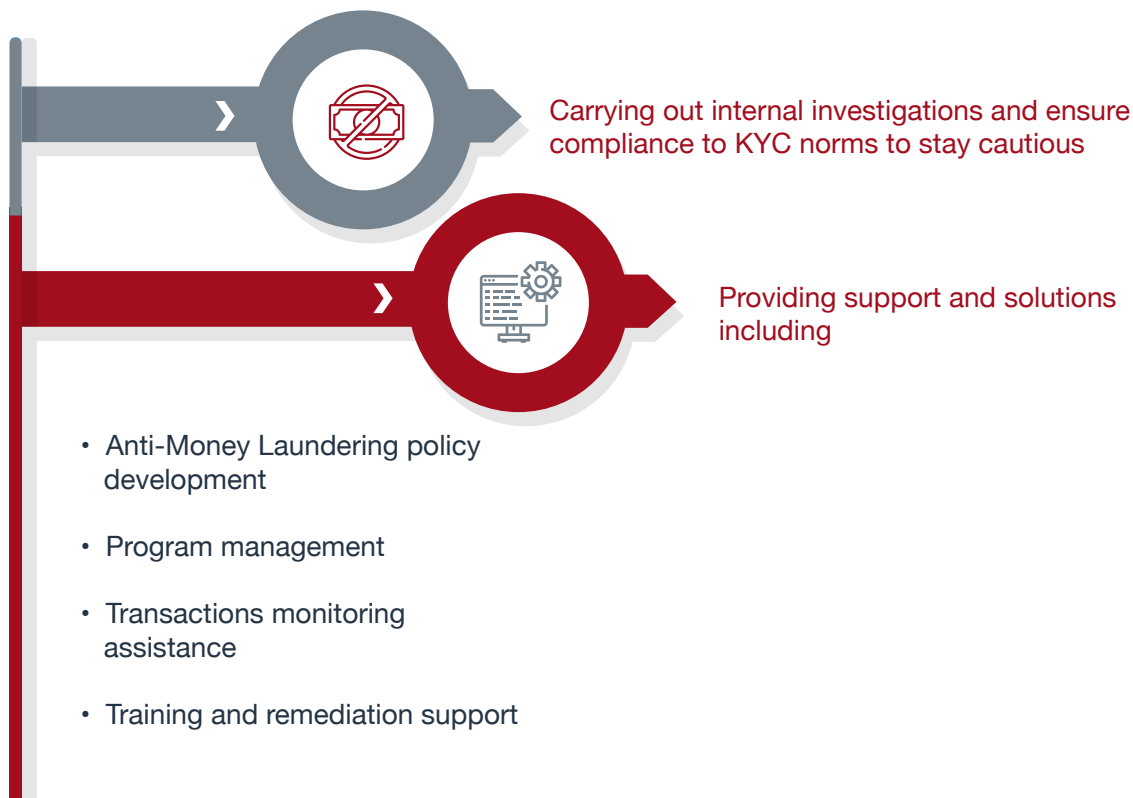 Carrying out internal investigations and ensure
compliance to KYC norms to stay cautious
Providing support and solutions
including
• Anti-Money Laundering policy
development
• Program management
• Transactions monitoring
assistance
• Training and remediation support